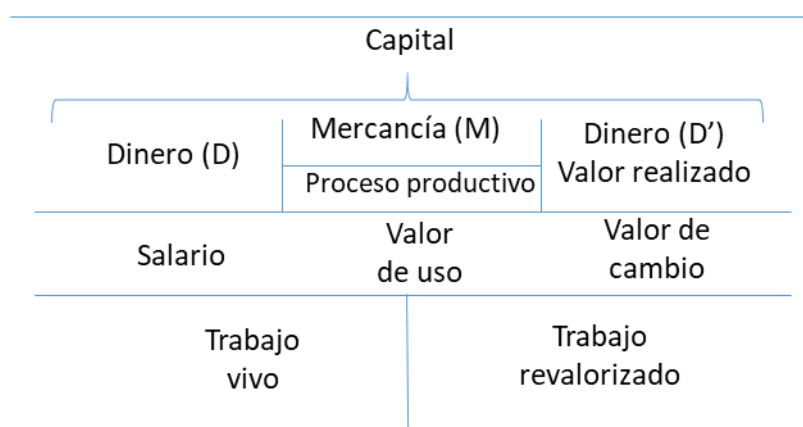 Capital
Dinero (D)
Mercancía (M)
Proceso productivo
Dinero (D’)
Valor realizado
Salario
Valor
de uso
Valor de
cambio
Trabajo
vivo
Trabajo
revalorizado